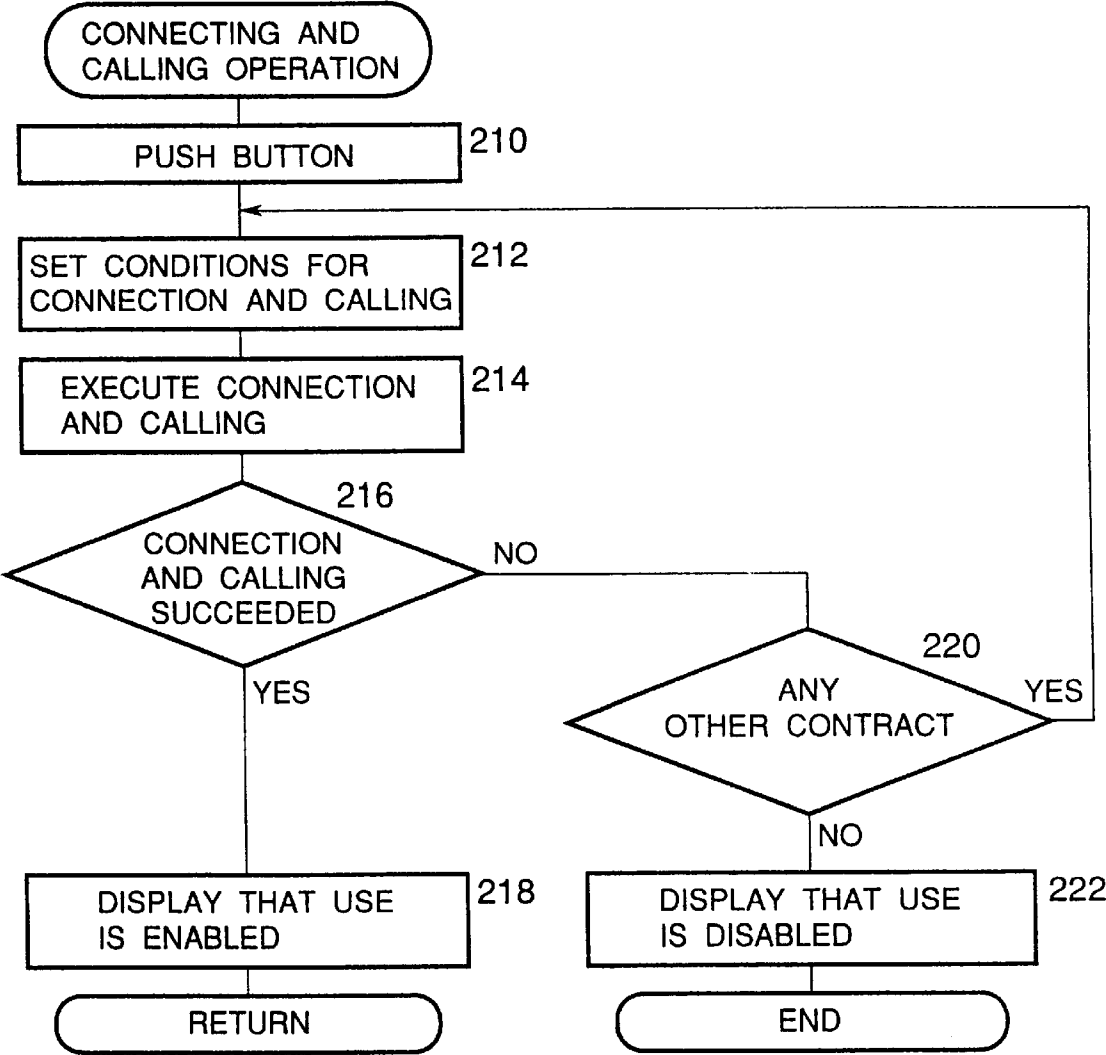 CONNECTING AND
CALLING OPERATION
PUSH BUTTON
210
SET CONDITIONS FOR
CONNECTION AND CALLING
212
EXECUTE CONNECTION
AND CALLING
214
216
CONNECTION
AND CALLING
SUCCEEDED
NO
YES
220
ANY
OTHER CONTRACT
YES
NO
DISPLAY THAT USE
IS ENABLED
218
DISPLAY THAT USE
IS DISABLED
222
RETURN
END